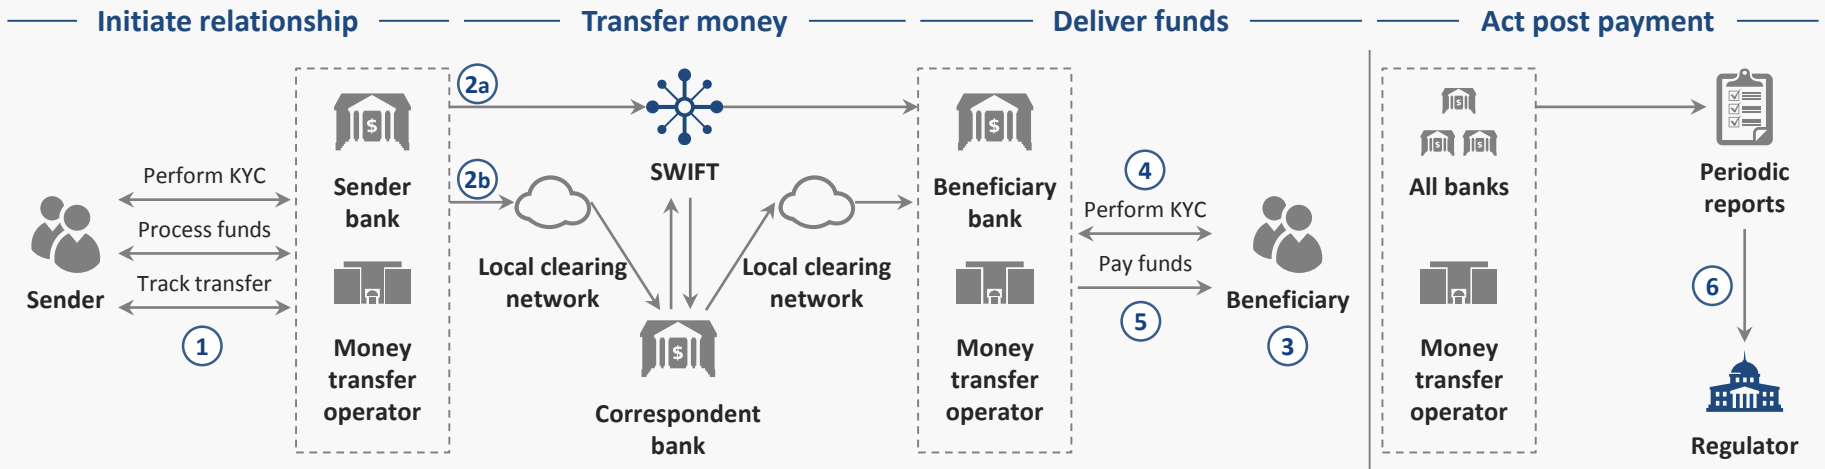 Initiate relationship
Transfer money
Deliver funds
Act post payment
Perform KYC
Process funds
Track transfer
Sender
1
$
Sender
bank
Money
transfer
operator
2a
2b
SWIFT
Local clearing
network
Local clearing
network
$
Correspondent
bank
$
Beneficiary
bank
Money
transfer
operator
4
Perform KYC
Pay funds
5
Beneficiary
3
$
$
$
All banks
Money
transfer
operator
Periodic
reports
6
Regulator